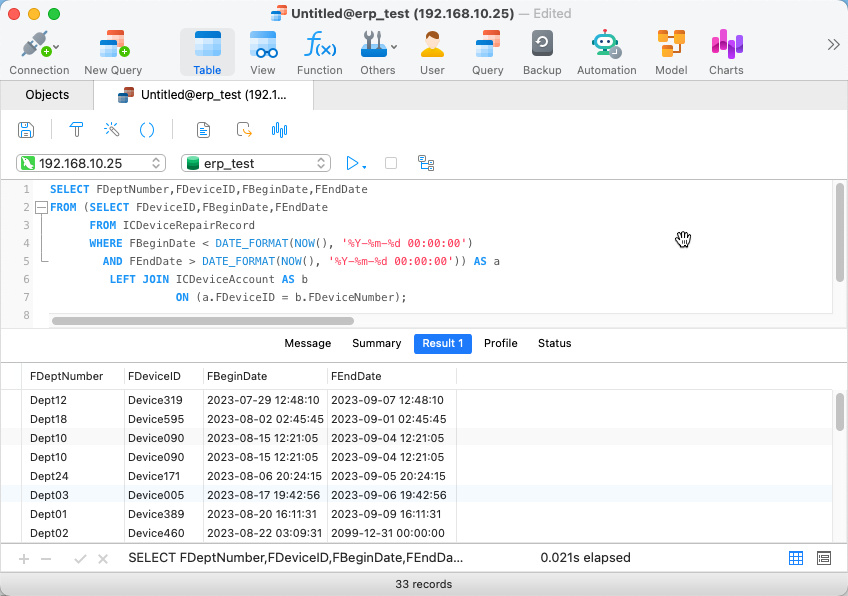 Untitled@erp_test (192.168.10.25) — Edited
Connection New Query Table View Function Others User Query Backup Automation Model Charts
Objects Untitled@erp_test (192.1...
192.168.10.25 erp_test
1 SELECT FDeptNumber,FDeviceID,FBeginDate,FEndDate
2 FROM (SELECT FDeviceID,FBeginDate,FEndDate
3 FROM ICDeviceRepairRecord
4 WHERE FBeginDate < DATE_FORMAT(NOW(), '%Y-%m-%d 00:00:00')
5 AND FEndDate > DATE_FORMAT(NOW(), '%Y-%m-%d 00:00:00')) AS a
6 LEFT JOIN ICDeviceAccount AS b
7 ON (a.FDeviceID = b.FDeviceNumber);
8
Message Summary Result 1 Profile Status
FDeptNumber FDeviceID FBeginDate FEndDate
Dept12 Device319 2023-07-29 12:48:10 2023-09-07 12:48:10
Dept18 Device595 2023-08-02 02:45:45 2023-09-01 02:45:45
Dept10 Device090 2023-08-15 12:21:05 2023-09-04 12:21:05
Dept10 Device090 2023-08-15 12:21:05 2023-09-04 12:21:05
Dept24 Device171 2023-08-06 20:24:15 2023-09-05 20:24:15
Dept03 Device005 2023-08-17 19:42:56 2023-09-06 19:42:56
Dept01 Device389 2023-08-20 16:11:31 2023-09-09 16:11:31
Dept02 Device460 2023-08-22 03:09:31 2099-12-31 00:00:00
SELECT FDeptNumber,FDeviceID,FBeginDate,FEndDa... 0.021s elapsed
33 records